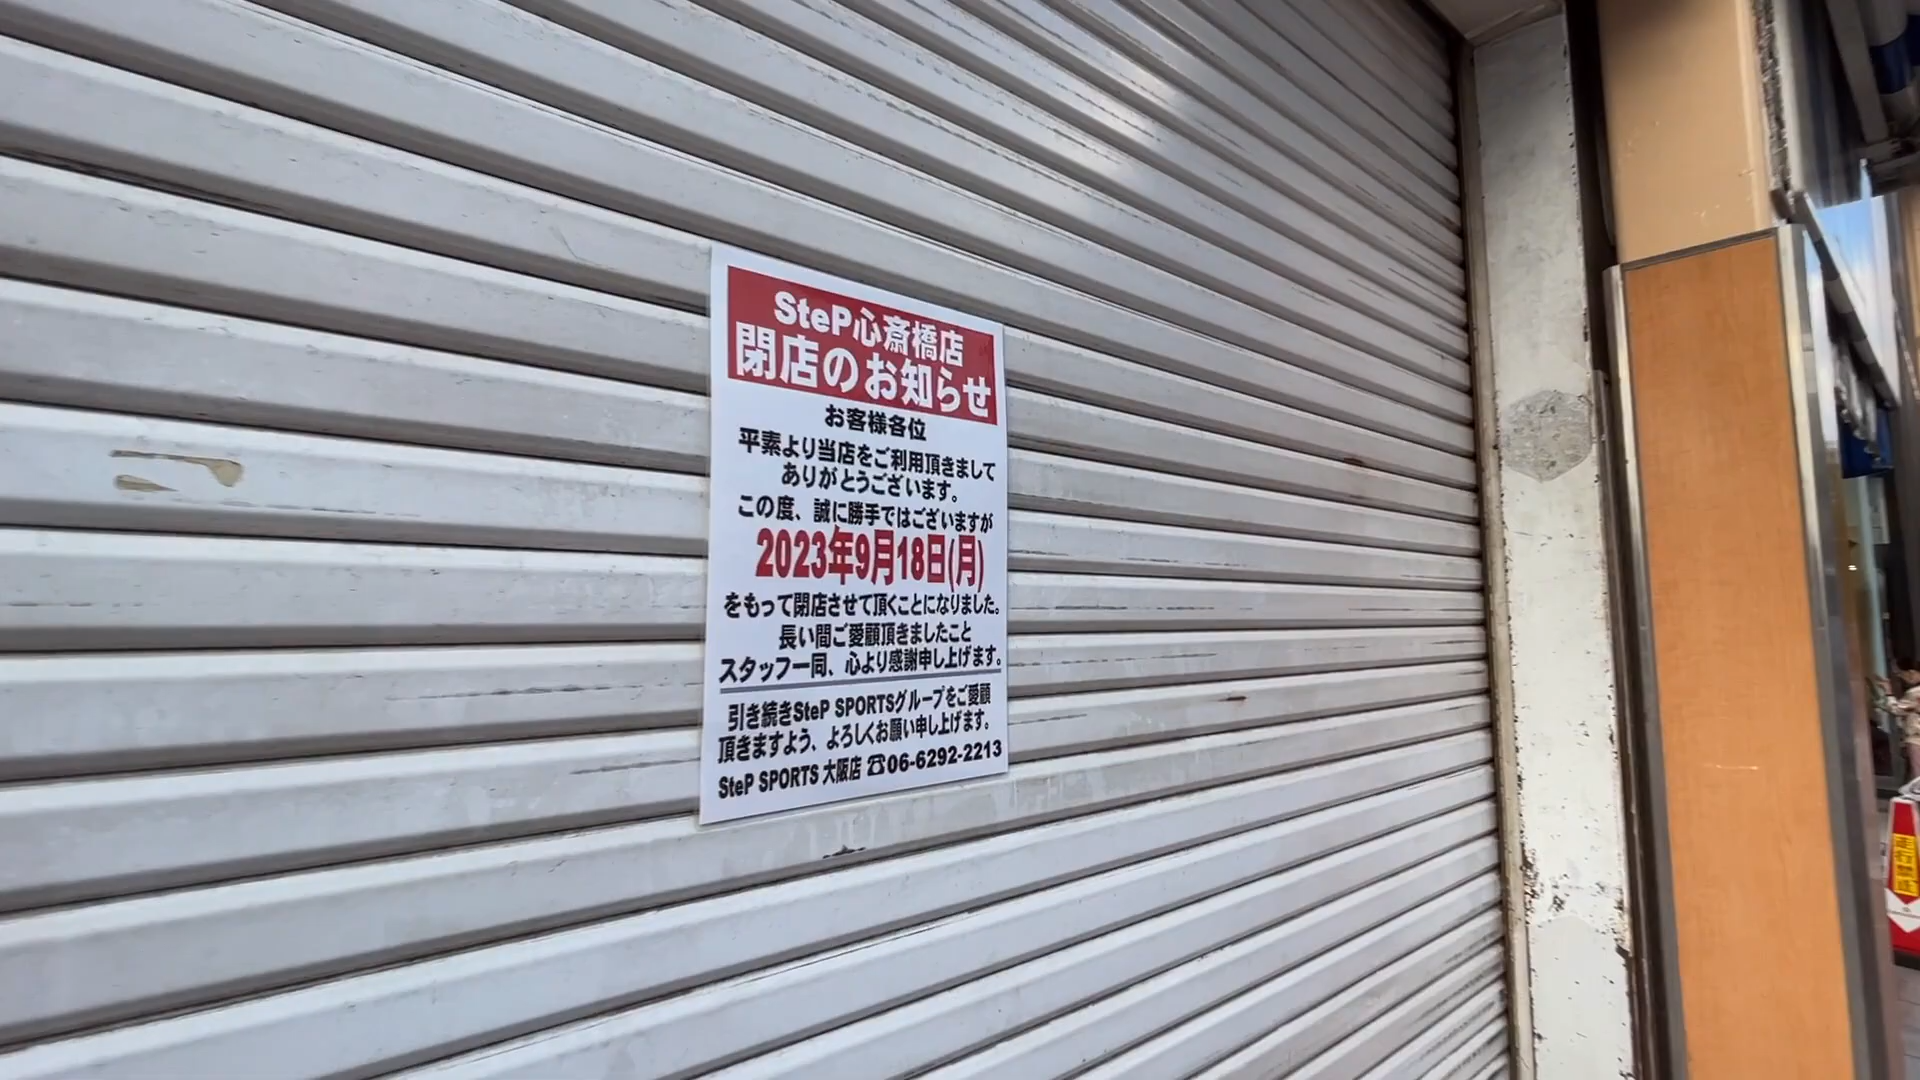 SteP心斎橋店
閉店のお知らせ
お客様各位
平素より当店をご利用頂きまして
ありがとうございます。
この度、誠に勝手ではございますが
2023年9月18日(月)
をもって閉店させて頂くことになりました。
長い間ご愛顧頂きましたこと
スタッフ一同、心より感謝申し上げます。
引き続きSteP SPORTSグループをご愛顧
頂きますよう、よろしくお願い申し上げます。
SteP SPORTS 大阪店 ☎06-6292-2213